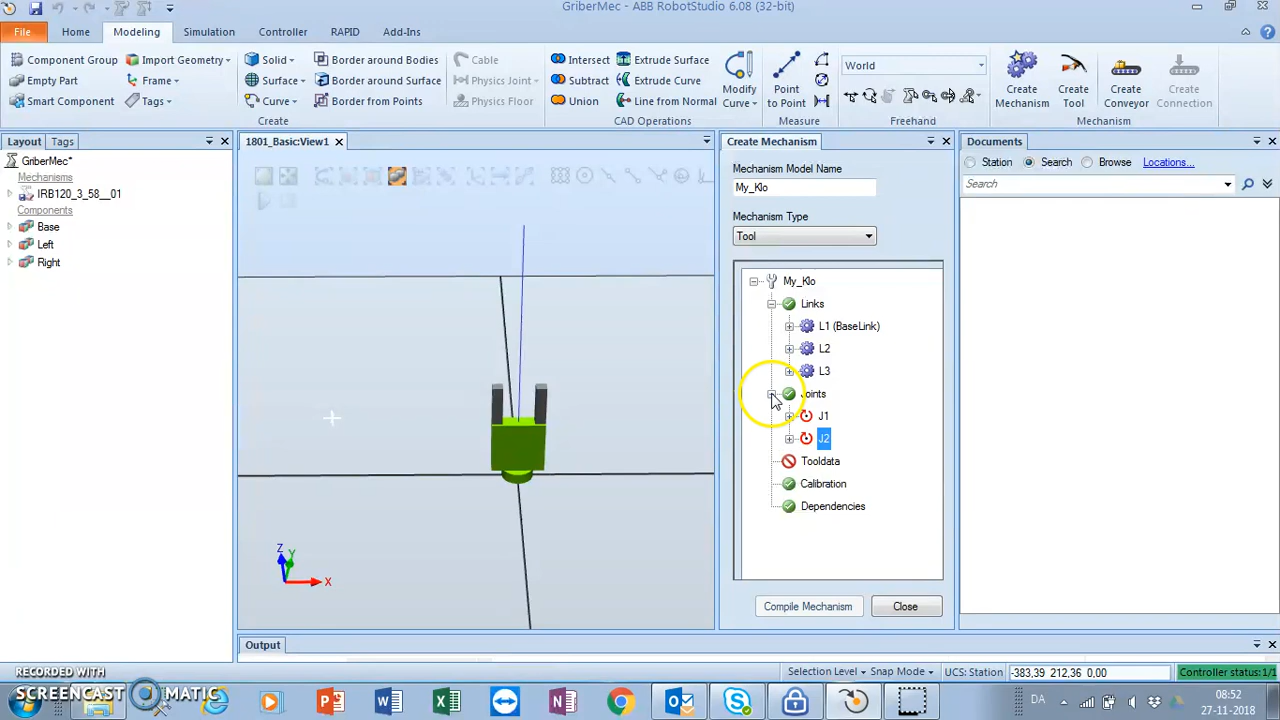 GriberMec - ABB RobotStudio 6.08 (32-bit)
File Home Modeling Simulation Controller RAPID Add-Ins
Component Group Import Geometry Solid Border around Bodies Cable Intersect Extrude Surface World
Empty Part Frame Surface Border around Surface Physics Joint Subtract Extrude Curve Modify Curve Point to Point Create Mechanism Create Tool Create Conveyor Create Connection
Smart Component Tags Curve Border from Points Physics Floor Union Line from Normal
Create CAD Operations Measure Freehand Mechanism
Layout Tags 1801_Basic:View1 Create Mechanism Documents
GriberMec*
Mechanisms
IRB120_3_58__01
Components
Base
Left
Right
Z
Y
X
Mechanism Model Name
My_Klo
Mechanism Type
Tool
My_Klo
Links
L1 (BaseLink)
L2
L3
Joints
J1
J2
Tooldata
Calibration
Dependencies
Compile Mechanism Close
Station Search Browse Locations...
Search
Output
Selection Level Snap Mode UCS: Station -383,39 212,36 0,00 Controller status: 1/1
RECORDED WITH
SCREENCAST MATIC
DA 08:52
27-11-2018